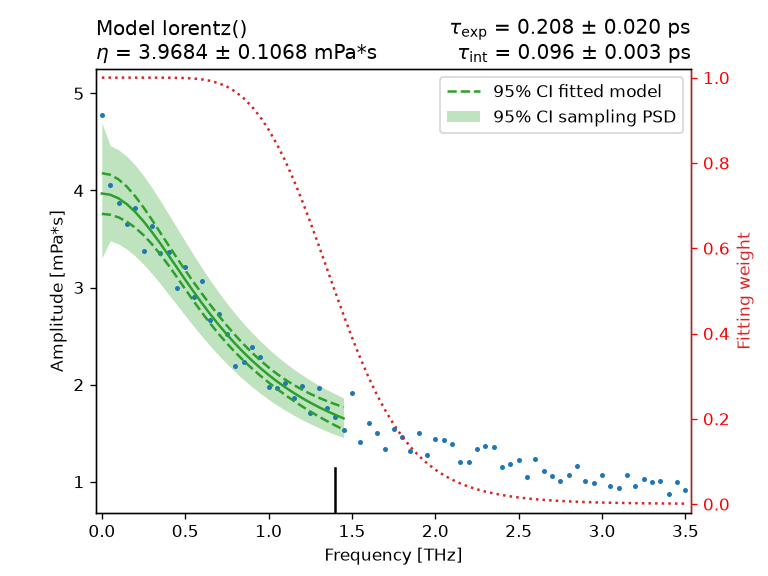 Model lorentz()
η = 3.9684 ± 0.1068 mPa*s
τexp = 0.208 ± 0.020 ps
τint = 0.096 ± 0.003 ps
95% CI fitted model
95% CI sampling PSD
Amplitude [mPa*s]
5
4
3
2
1
0.0 0.5 1.0 1.5 2.0 2.5 3.0 3.5
Frequency [THz]
1.0
0.8
0.6
0.4
0.2
0.0
Fitting weight